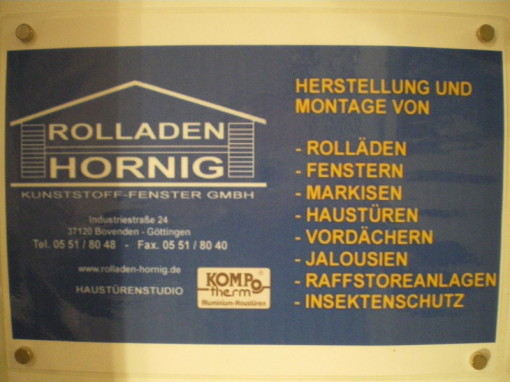 ROLLADEN
HORNIG
KUNSTSTOFF-FENSTER GMBH
Industriestraße 24
37120 Bovenden - Göttingen
Tel. 05 51 / 80 48 - Fax. 05 51 / 80 40
www.rolladen-hornig.de
HAUSTÜRENSTUDIO
KOMPO
therm®
Aluminium-Haustüren
HERSTELLUNG UND
MONTAGE VON
- ROLLÄDEN
- FENSTERN
- MARKISEN
- HAUSTÜREN
- VORDÄCHERN
- JALOUSIEN
- RAFFSTOREANLAGEN
- INSEKTENSCHUTZ